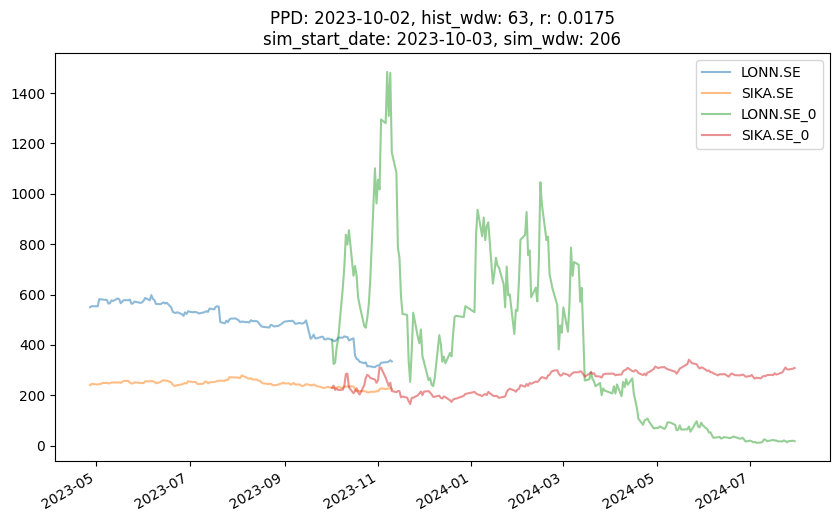 PPD: 2023-10-02, hist_wdw: 63, r: 0.0175
sim_start_date: 2023-10-03, sim_wdw: 206
LONN.SE
SIKA.SE
LONN.SE_0
SIKA.SE_0
1400
1200
1000
800
600
400
200
0
2023-05
2023-07
2023-09
2023-11
2024-01
2024-03
2024-05
2024-07